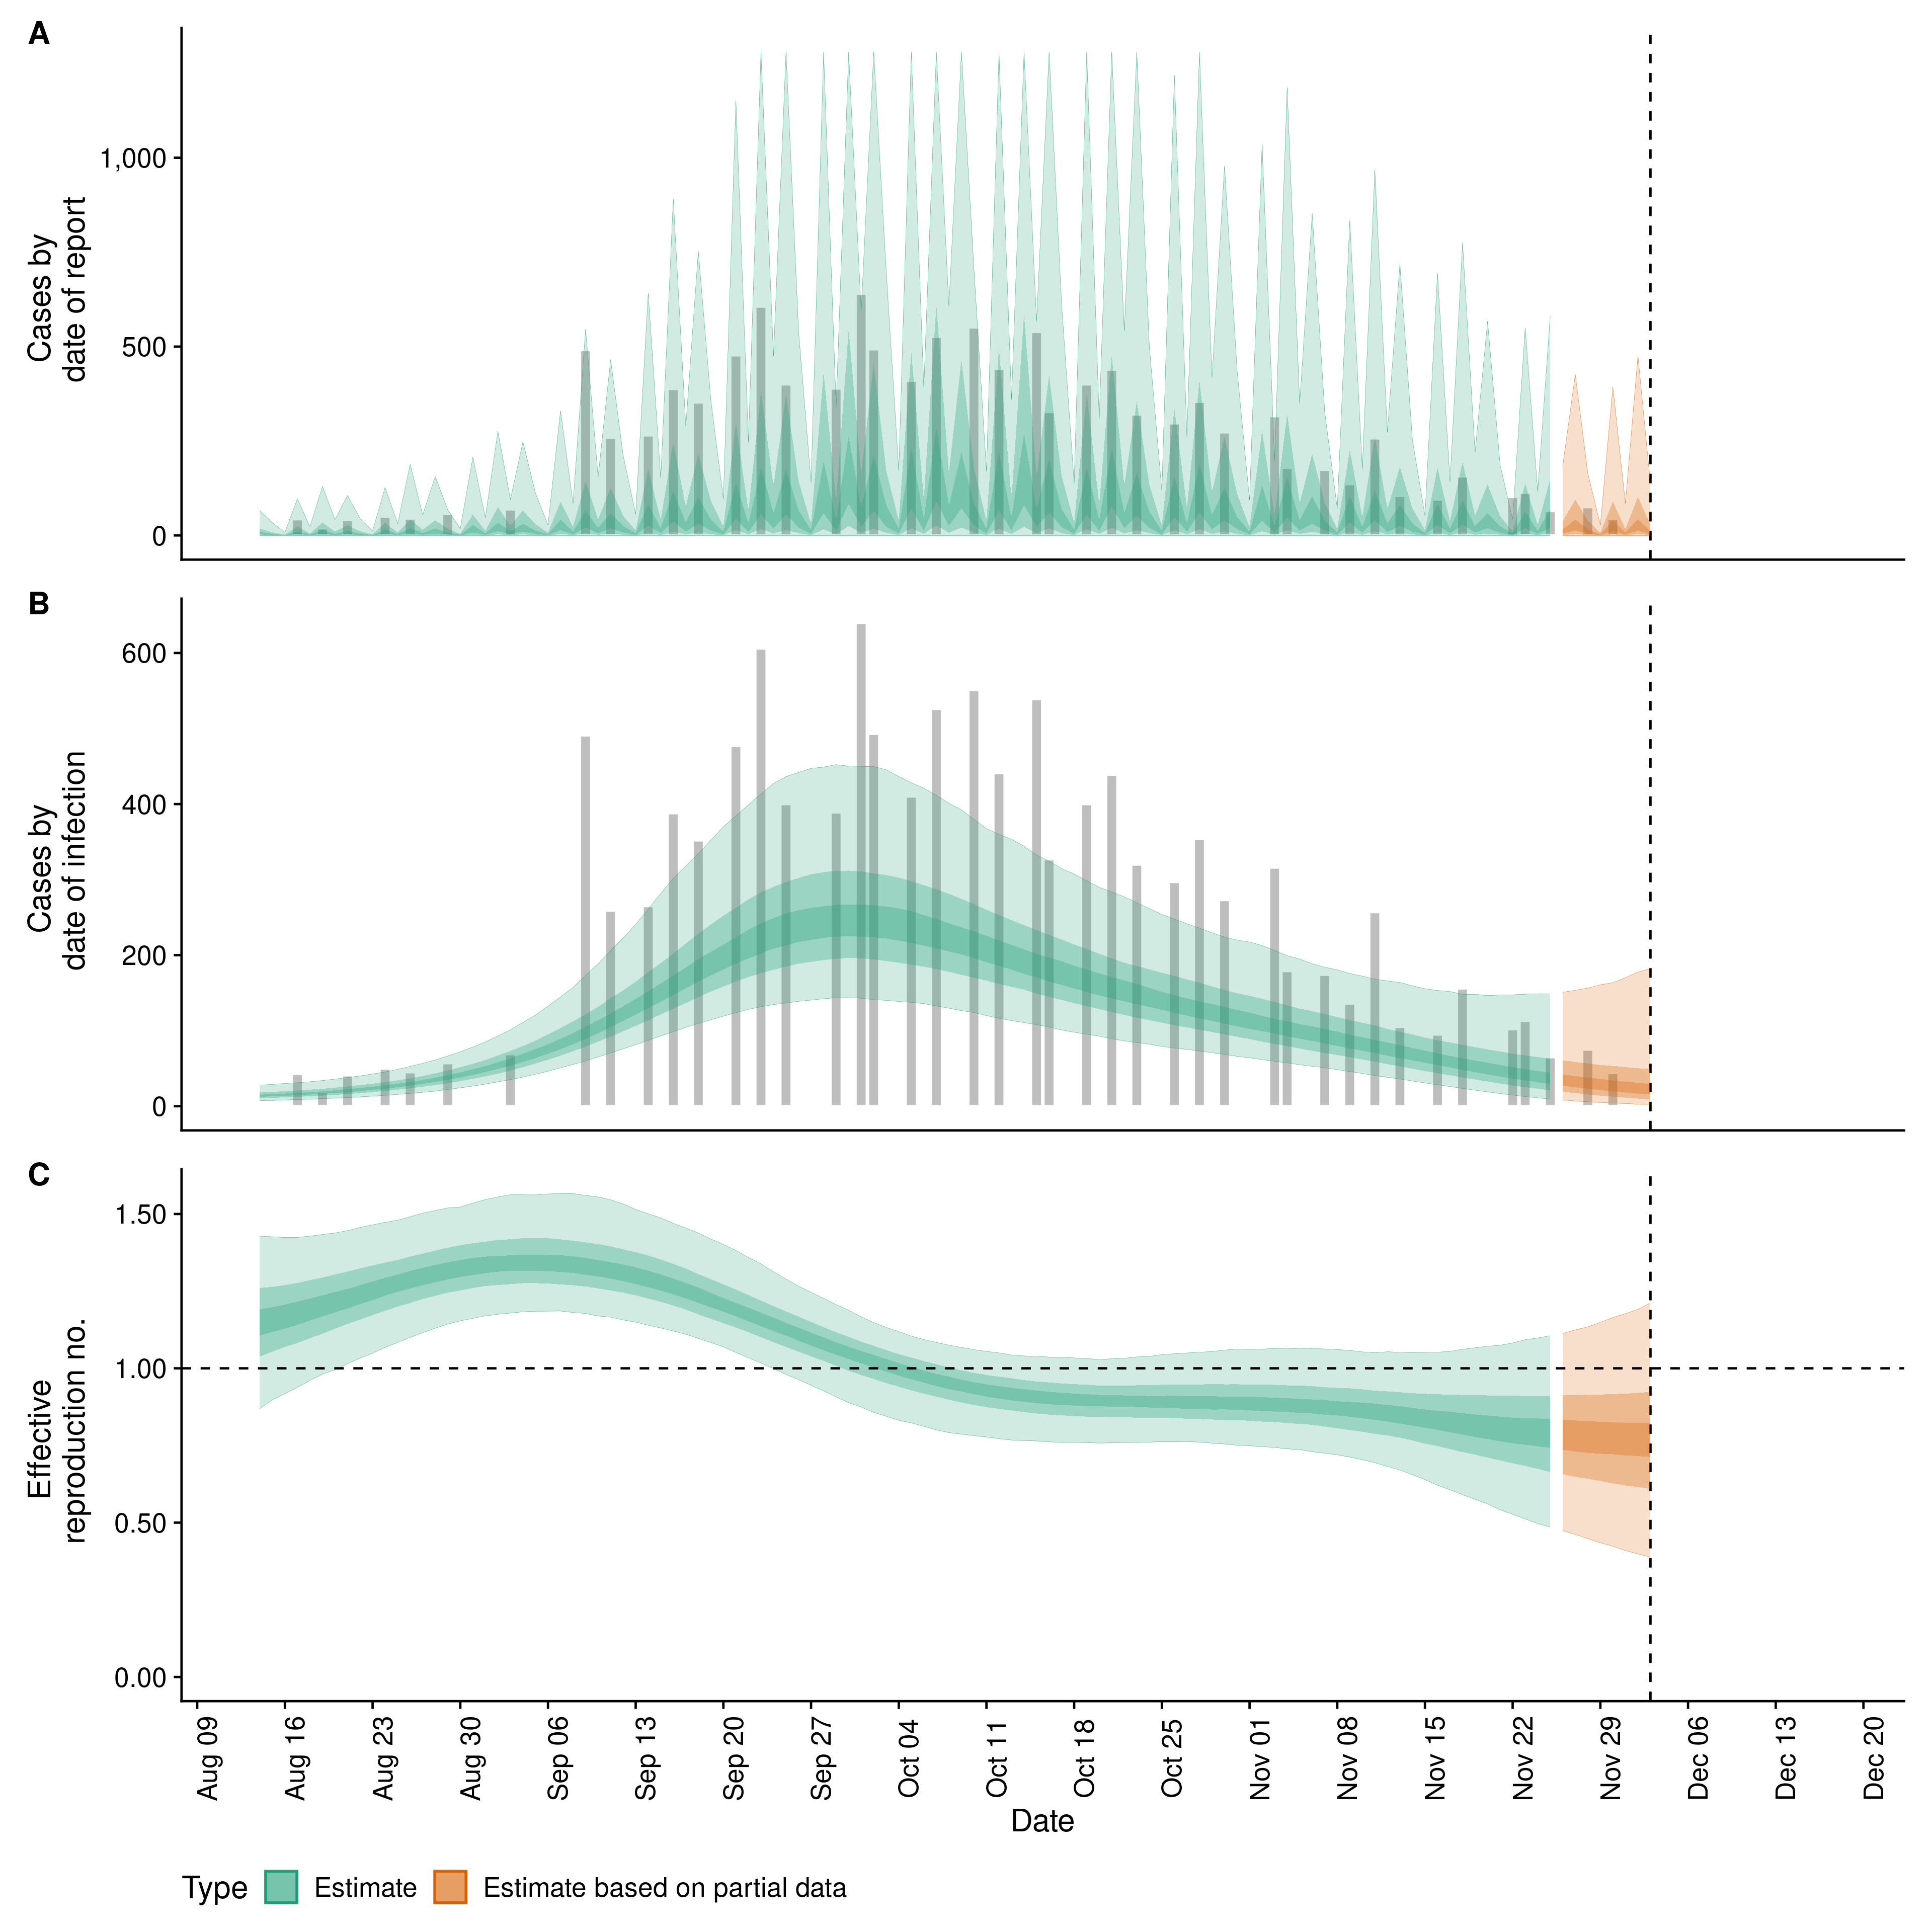 A
Cases by
date of report
1,000
500
0
B
Cases by
date of infection
600
400
200
0
C
Effective
reproduction no.
1.50
1.00
0.50
0.00
Aug 09
Aug 16
Aug 23
Aug 30
Sep 06
Sep 13
Sep 20
Sep 27
Oct 04
Oct 11
Oct 18
Oct 25
Nov 01
Nov 08
Nov 15
Nov 22
Nov 29
Dec 06
Dec 13
Dec 20
Date
Type Estimate Estimate based on partial data